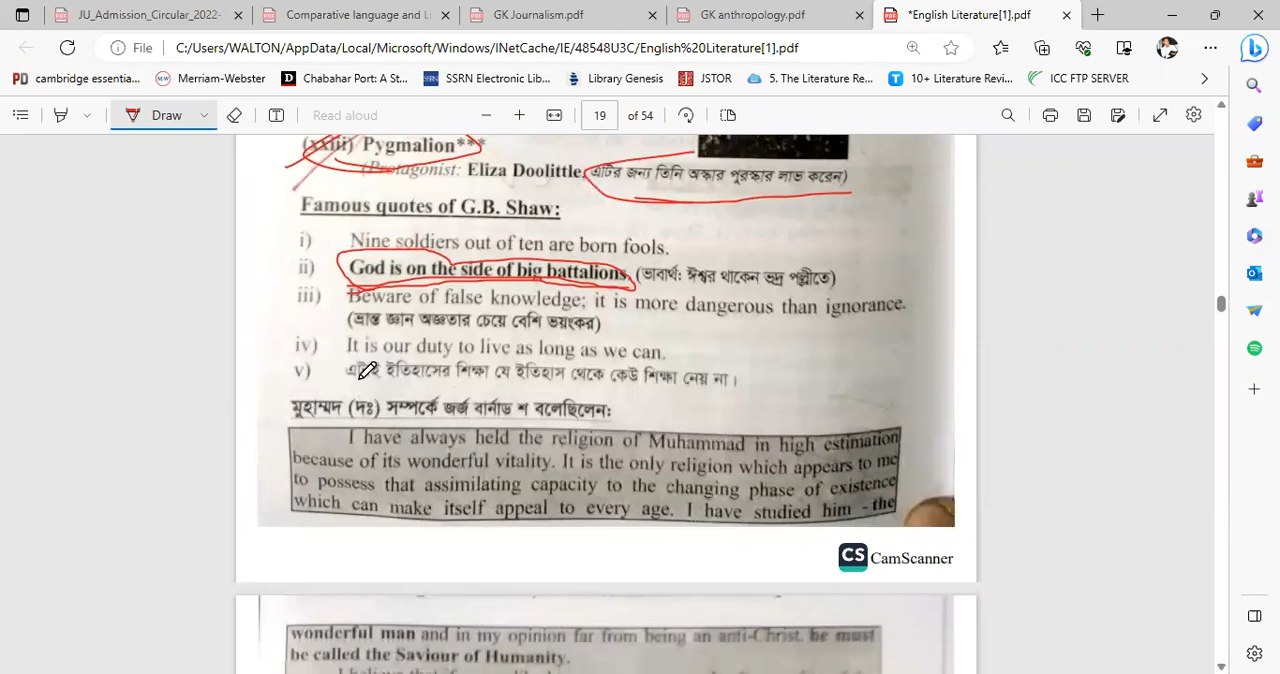 JU_Admission_Circular_2022-
Comparative language and Li
GK Journalism.pdf
GK anthropology.pdf
*English Literature[1].pdf
File
C:/Users/WALTON/AppData/Local/Microsoft/Windows/INetCache/IE/48548U3C/English%20Literature[1].pdf
PD cambridge essentia...
Merriam-Webster
D Chabahar Port: A St...
SSRN SSRN Electronic Lib...
Library Genesis
JSTOR
5. The Literature Re...
T 10+ Literature Revi...
ICC FTP SERVER
Draw
Read aloud
19 of 54
(xxiii) Pygmalion***
(Protagonist: Eliza Doolittle, এটির জন্য তিনি অস্কার পুরস্কার লাভ করেন)
Famous quotes of G.B. Shaw:
i) Nine soldiers out of ten are born fools.
ii) God is on the side of big battalions. (ভাবার্থ: ঈশ্বর থাকেন ভদ্র পল্লীতে)
iii) Beware of false knowledge; it is more dangerous than ignorance.
(ভ্রান্ত জ্ঞান অজ্ঞতার চেয়ে বেশি ভয়ংকর)
iv) It is our duty to live as long as we can.
v) এটাই ইতিহাসের শিক্ষা যে ইতিহাস থেকে কেউ শিক্ষা নেয় না।
মুহাম্মদ (দঃ) সম্পর্কে জর্জ বার্নাড শ বলেছিলেন:
I have always held the religion of Muhammad in high estimation
because of its wonderful vitality. It is the only religion which appears to me
to possess that assimilating capacity to the changing phase of existence
which can make itself appeal to every age. I have studied him - the
CS CamScanner
wonderful man and in my opinion far from being an anti-Christ, he must
be called the Saviour of Humanity.